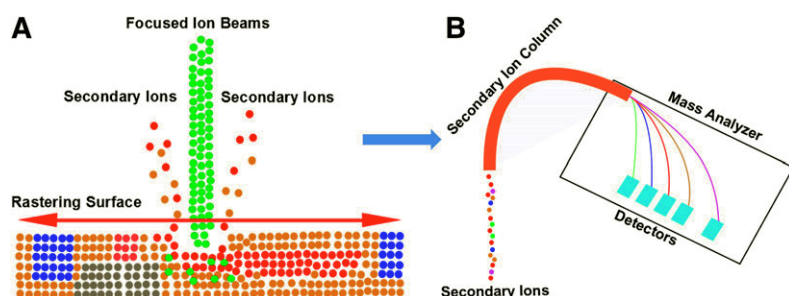 A
Focused Ion Beams
Secondary Ions
Secondary Ions
Rastering Surface
B
Secondary Ion Column
Mass Analyzer
Detectors
Secondary Ions